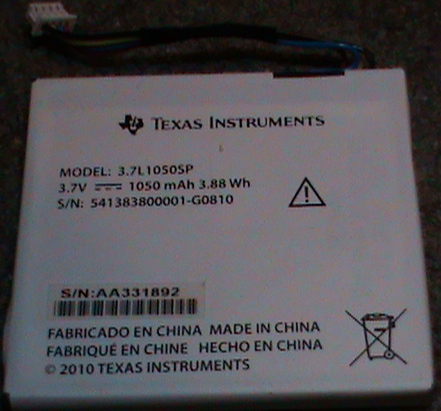 TEXAS INSTRUMENTS
MODEL: 3.7L1050SP
3.7V 1050 mAh 3.88 Wh
S/N: 541383800001-G0810
S/N:AA331892
FABRICADO EN CHINA MADE IN CHINA
FABRIQUÉ EN CHINE HECHO EN CHINA
© 2010 TEXAS INSTRUMENTS